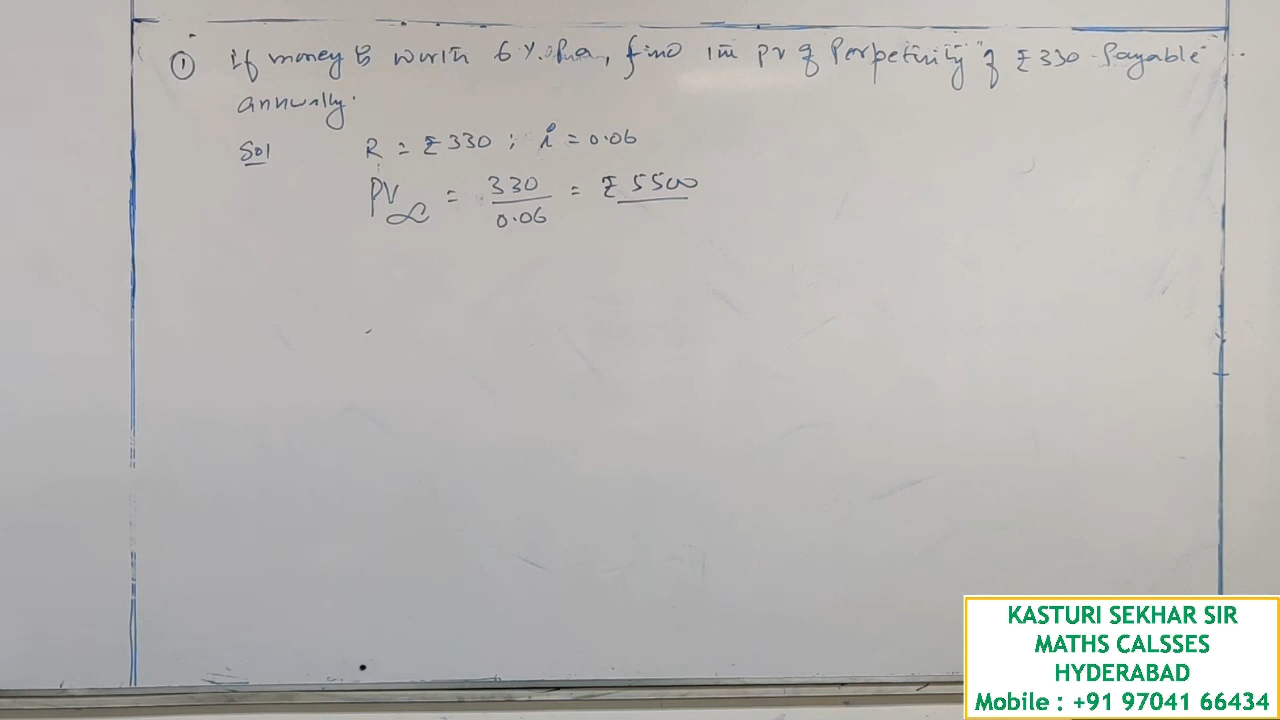 ① If money is worth 6 %. p.a, find the PV of Perpetuity of ₹330 Payable
annually.
Sol R = ₹330 ; i = 0.06
PV∞ = 330/0.06 = ₹5500
KASTURI SEKHAR SIR
MATHS CALSSES
HYDERABAD
Mobile : +91 97041 66434